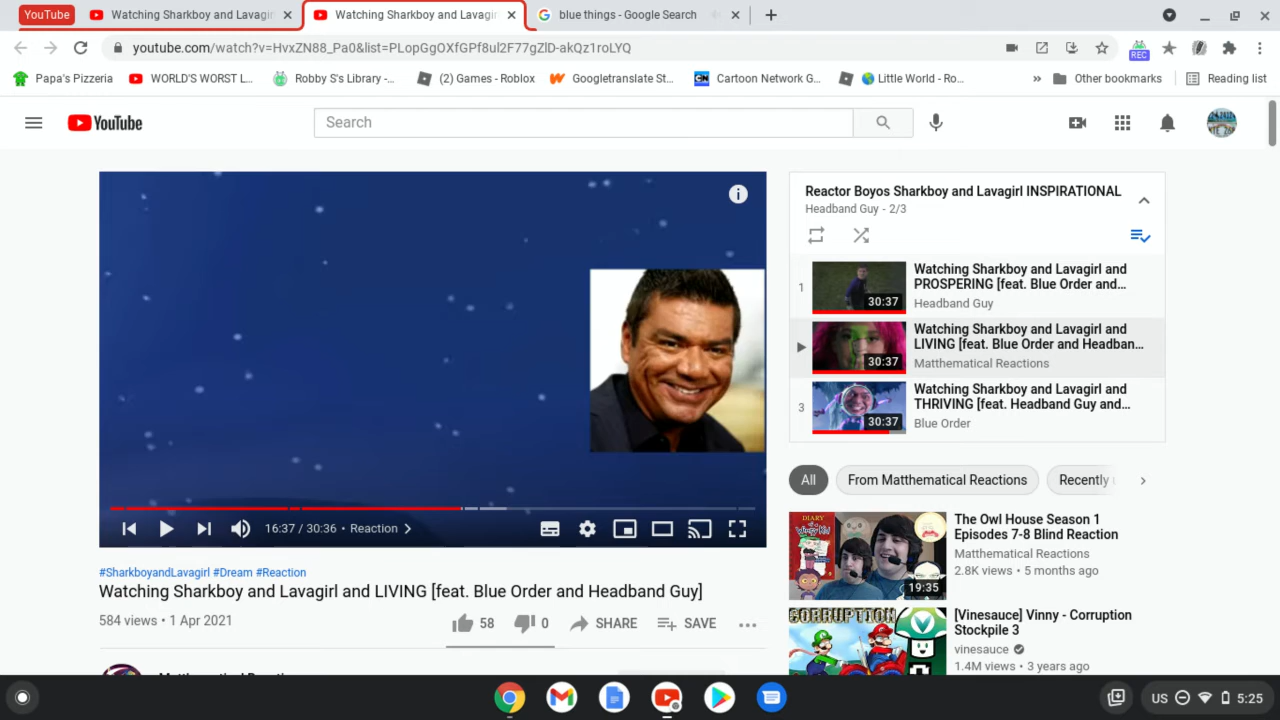 YouTube
Watching Sharkboy and Lavagir
Watching Sharkboy and Lavagir
blue things - Google Search
youtube.com/watch?v=HvxZN88_Pa0&list=PLopGgOXfGPf8ul2F77gZlD-akQz1roLYQ
REC
Papa's Pizzeria
WORLD'S WORST L...
Robby S's Library -...
(2) Games - Roblox
Googletranslate St...
CN
Cartoon Network G...
Little World - Ro...
»
Other bookmarks
Reading list
YouTube
Search
Reactor Boyos Sharkboy and Lavagirl INSPIRATIONAL
Headband Guy - 2/3
1
30:37
Watching Sharkboy and Lavagirl and
PROSPERING [feat. Blue Order and...
Headband Guy
30:37
Watching Sharkboy and Lavagirl and
LIVING [feat. Blue Order and Headban...
Matthematical Reactions
3
30:37
Watching Sharkboy and Lavagirl and
THRIVING [feat. Headband Guy and...
Blue Order
16:37 / 30:36 • Reaction
#SharkboyandLavagirl #Dream #Reaction
Watching Sharkboy and Lavagirl and LIVING [feat. Blue Order and Headband Guy]
584 views • 1 Apr 2021
58
0
SHARE
SAVE
All
From Matthematical Reactions
Recently
DIARY
19:35
The Owl House Season 1
Episodes 7-8 Blind Reaction
Matthematical Reactions
2.8K views • 5 months ago
CORRUPTION
[Vinesauce] Vinny - Corruption
Stockpile 3
vinesauce
1.4M views • 3 years ago
US
5:25